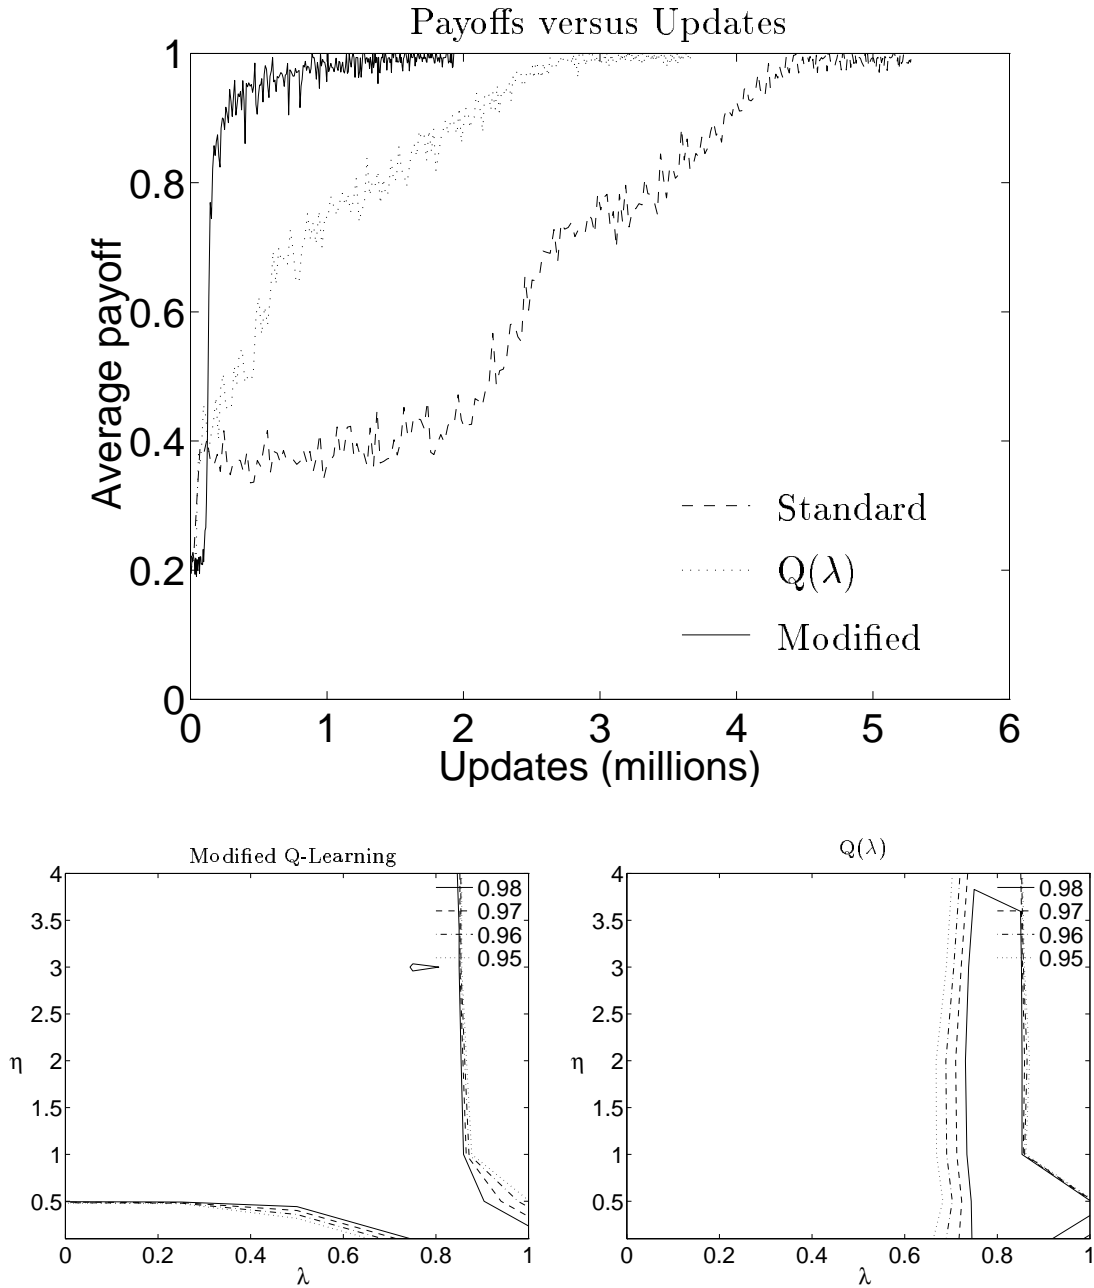 Payoffs versus Updates
1
0.8
0.6
0.4
0.2
0
Average payoff
Standard
Q(λ)
Modified
0 1 2 3 4 5 6
Updates (millions)
Modified Q-Learning
4
3.5
3
2.5
2
1.5
1
0.5
η
0.98
0.97
0.96
0.95
0 0.2 0.4 0.6 0.8 1
λ
Q(λ)
4
3.5
3
2.5
2
1.5
1
0.5
η
0.98
0.97
0.96
0.95
0 0.2 0.4 0.6 0.8 1
λ